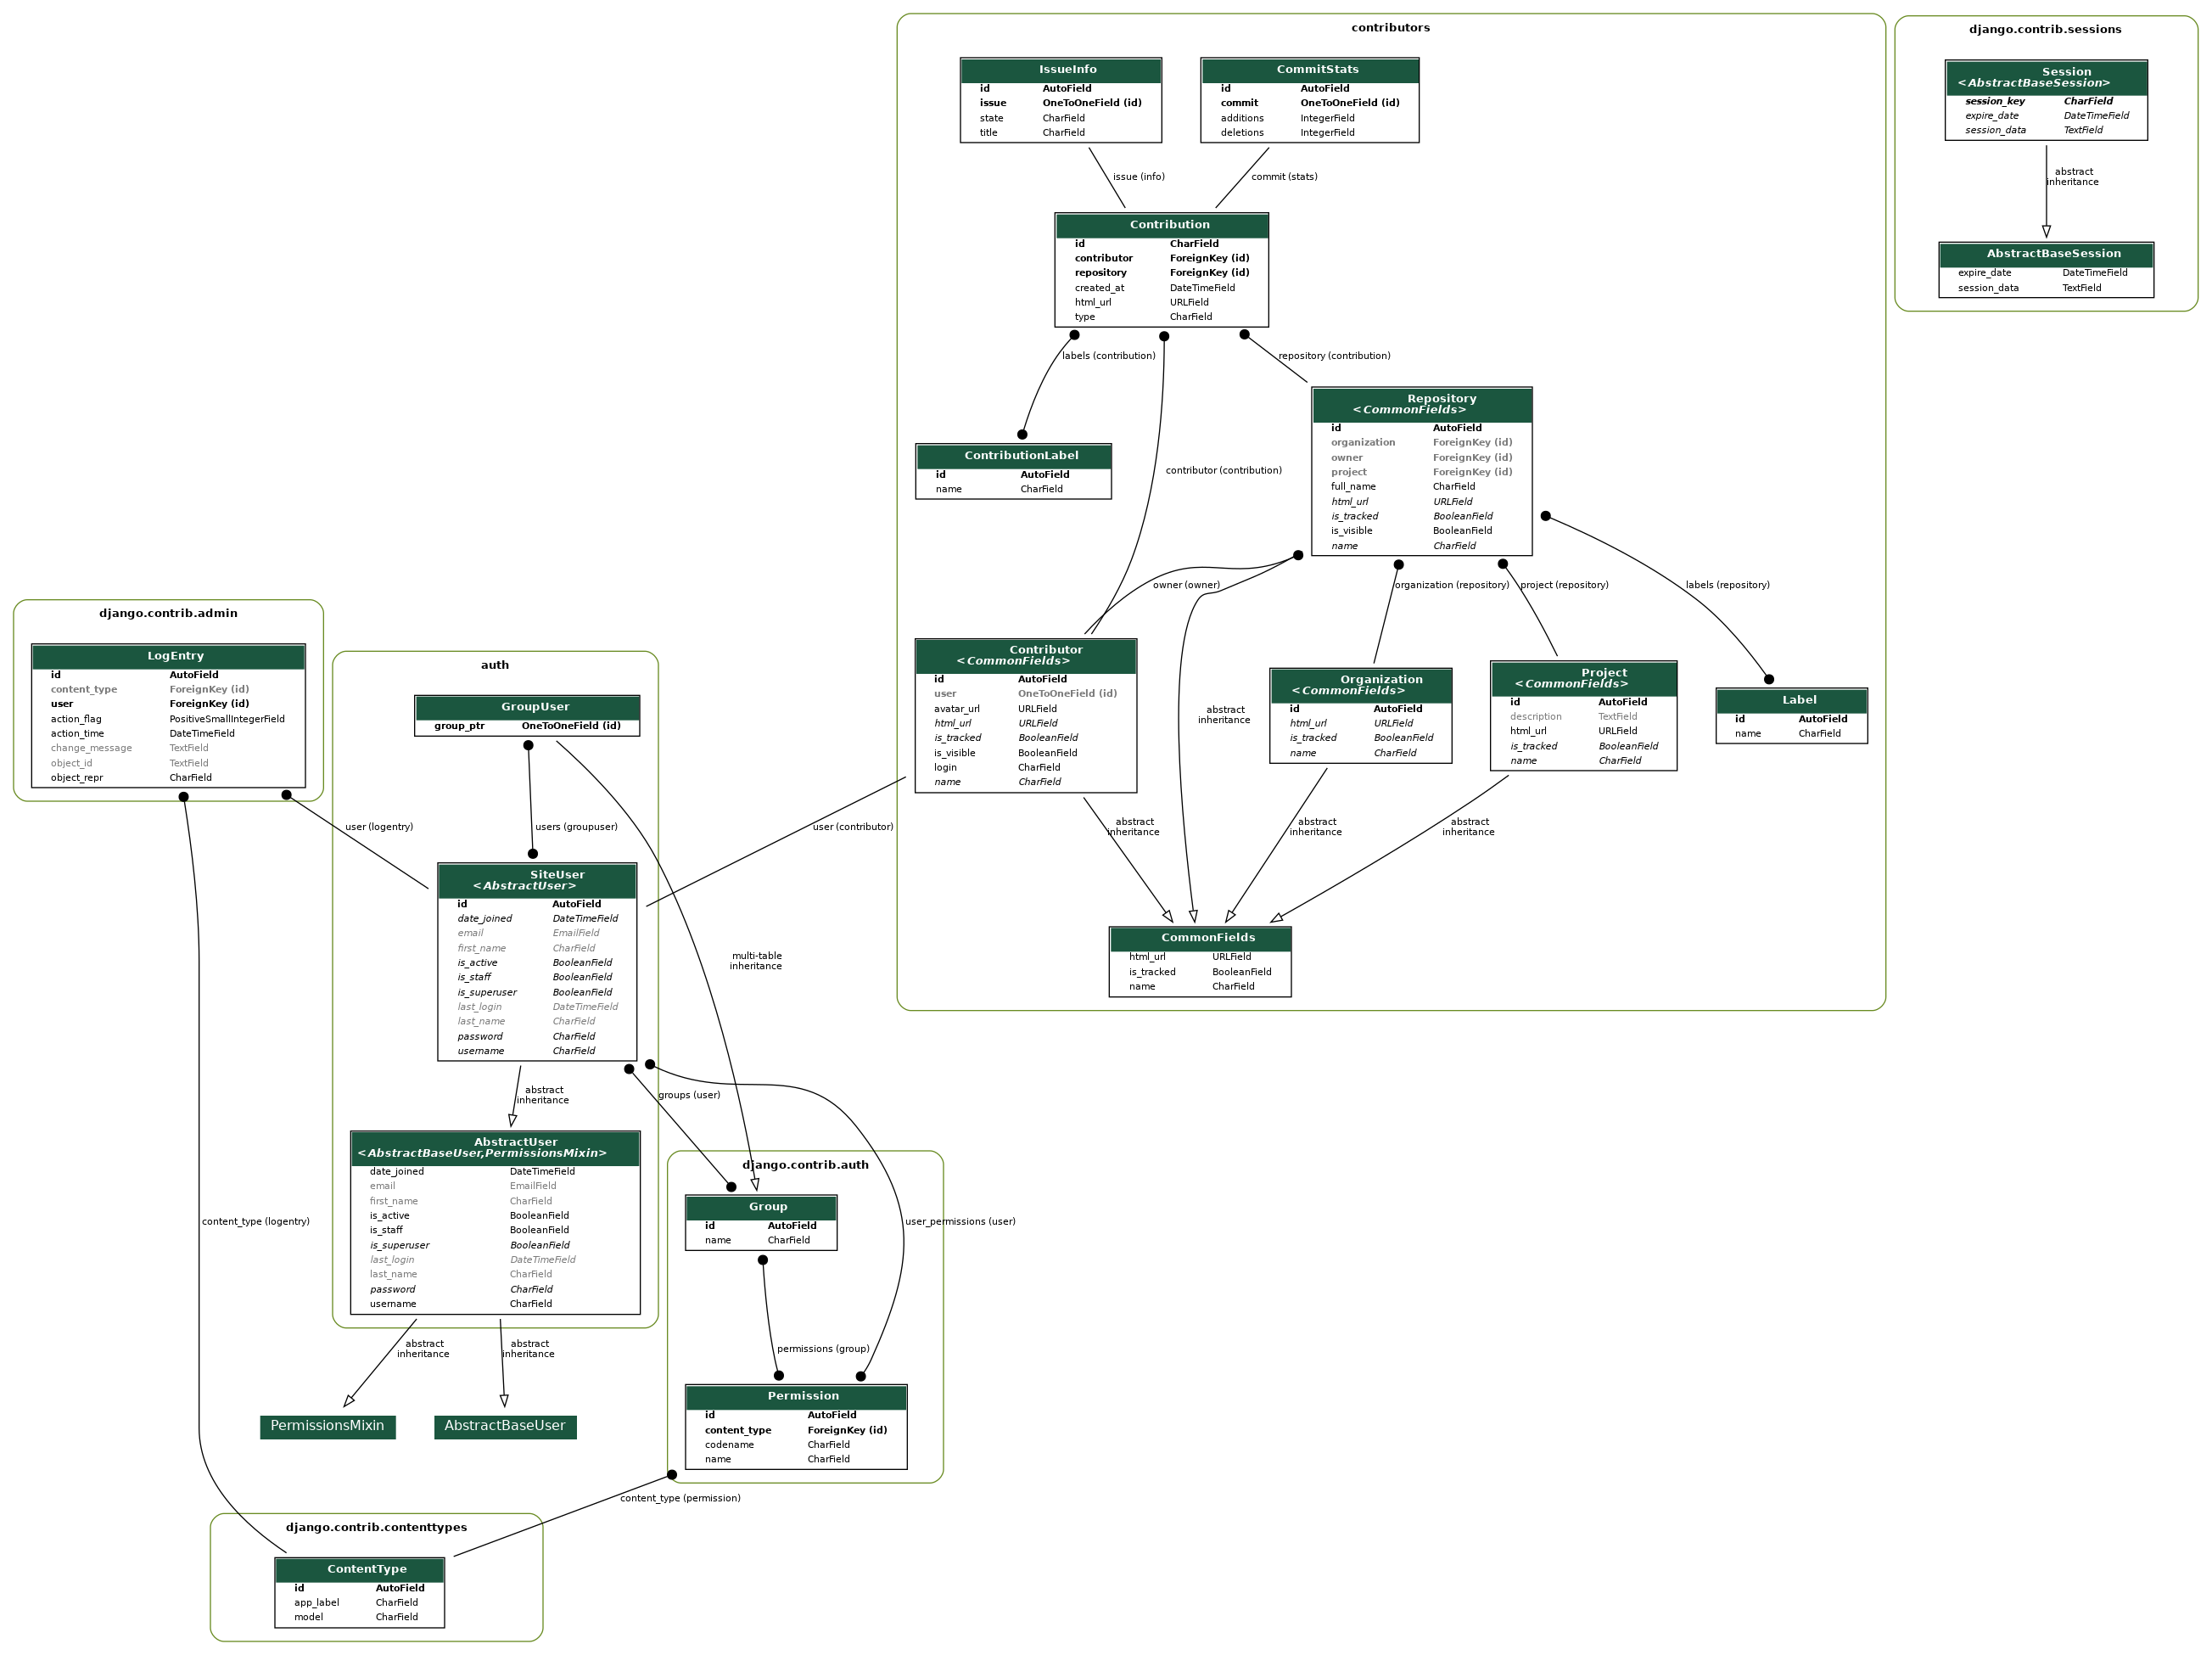 contributors
IssueInfo
id AutoField
issue OneToOneField (id)
state CharField
title CharField
CommitStats
id AutoField
commit OneToOneField (id)
additions IntegerField
deletions IntegerField
issue (info)
commit (stats)
Contribution
id CharField
contributor ForeignKey (id)
repository ForeignKey (id)
created_at DateTimeField
html_url URLField
type CharField
labels (contribution)
repository (contribution)
contributor (contribution)
ContributionLabel
id AutoField
name CharField
Repository
<CommonFields>
id AutoField
organization ForeignKey (id)
owner ForeignKey (id)
project ForeignKey (id)
full_name CharField
html_url URLField
is_tracked BooleanField
is_visible BooleanField
name CharField
owner (owner)
organization (repository)
project (repository)
labels (repository)
Contributor
<CommonFields>
id AutoField
user OneToOneField (id)
avatar_url URLField
html_url URLField
is_tracked BooleanField
is_visible BooleanField
login CharField
name CharField
abstract
inheritance
Organization
<CommonFields>
id AutoField
html_url URLField
is_tracked BooleanField
name CharField
Project
<CommonFields>
id AutoField
description TextField
html_url URLField
is_tracked BooleanField
name CharField
Label
id AutoField
name CharField
user (contributor)
abstract
inheritance
abstract
inheritance
abstract
inheritance
CommonFields
html_url URLField
is_tracked BooleanField
name CharField
django.contrib.sessions
Session
<AbstractBaseSession>
session_key CharField
expire_date DateTimeField
session_data TextField
abstract
inheritance
AbstractBaseSession
expire_date DateTimeField
session_data TextField
django.contrib.admin
LogEntry
id AutoField
content_type ForeignKey (id)
user ForeignKey (id)
action_flag PositiveSmallIntegerField
action_time DateTimeField
change_message TextField
object_id TextField
object_repr CharField
user (logentry)
content_type (logentry)
auth
GroupUser
group_ptr OneToOneField (id)
users (groupuser)
multi-table
inheritance
SiteUser
<AbstractUser>
id AutoField
date_joined DateTimeField
email EmailField
first_name CharField
is_active BooleanField
is_staff BooleanField
is_superuser BooleanField
last_login DateTimeField
last_name CharField
password CharField
username CharField
abstract
inheritance
groups (user)
user_permissions (user)
AbstractUser
<AbstractBaseUser,PermissionsMixin>
date_joined DateTimeField
email EmailField
first_name CharField
is_active BooleanField
is_staff BooleanField
is_superuser BooleanField
last_login DateTimeField
last_name CharField
password CharField
username CharField
abstract
inheritance
abstract
inheritance
PermissionsMixin
AbstractBaseUser
django.contrib.auth
Group
id AutoField
name CharField
permissions (group)
Permission
id AutoField
content_type ForeignKey (id)
codename CharField
name CharField
content_type (permission)
django.contrib.contenttypes
ContentType
id AutoField
app_label CharField
model CharField